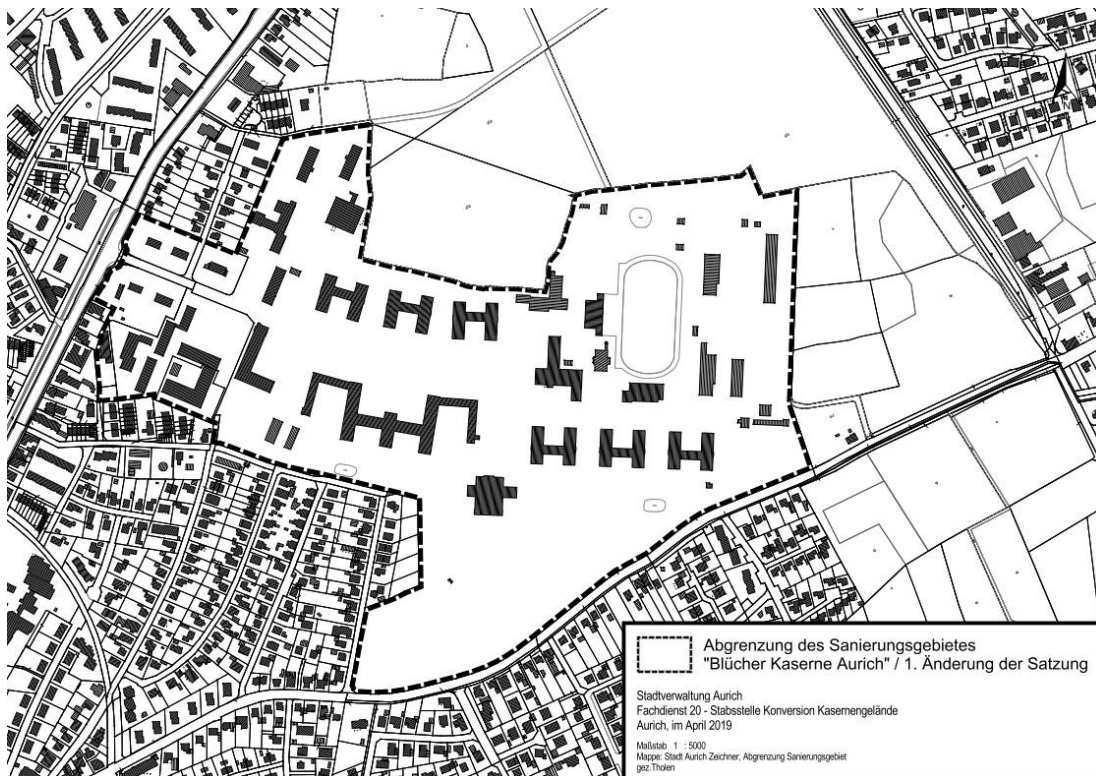 N
Abgrenzung des Sanierungsgebietes
"Blücher Kaserne Aurich" / 1. Änderung der Satzung
Stadtverwaltung Aurich
Fachdienst 20 - Stabsstelle Konversion Kasernengelände
Aurich, im April 2019
Maßstab 1 : 5000
Mappe: Stadt Aurich Zeichner, Abgrenzung Sanierungsgebiet
gez.Tholen